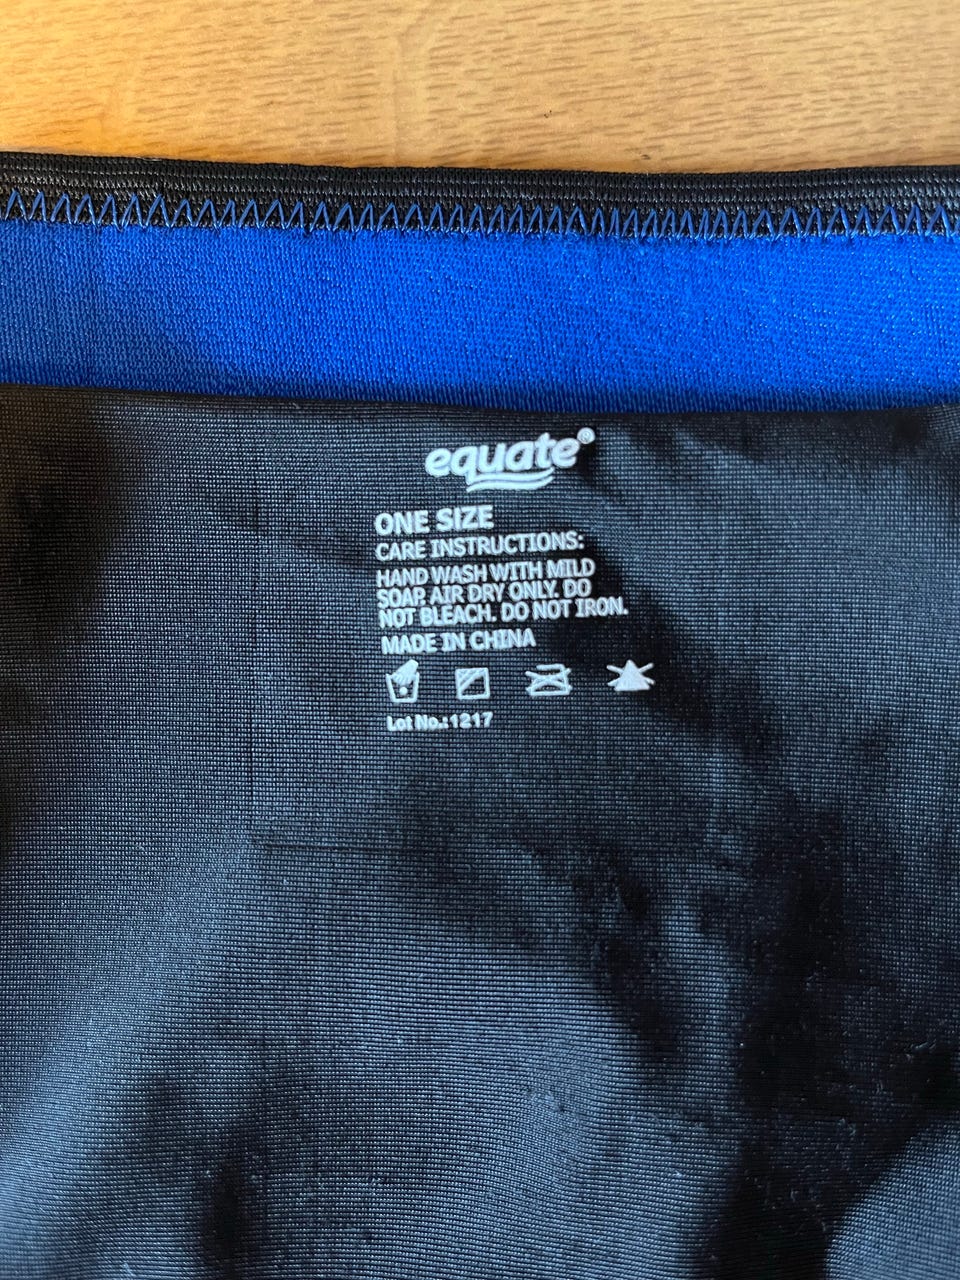 equate®
ONE SIZE
CARE INSTRUCTIONS:
HAND WASH WITH MILD
SOAP. AIR DRY ONLY. DO
NOT BLEACH. DO NOT IRON.
MADE IN CHINA
Lot No.:1217